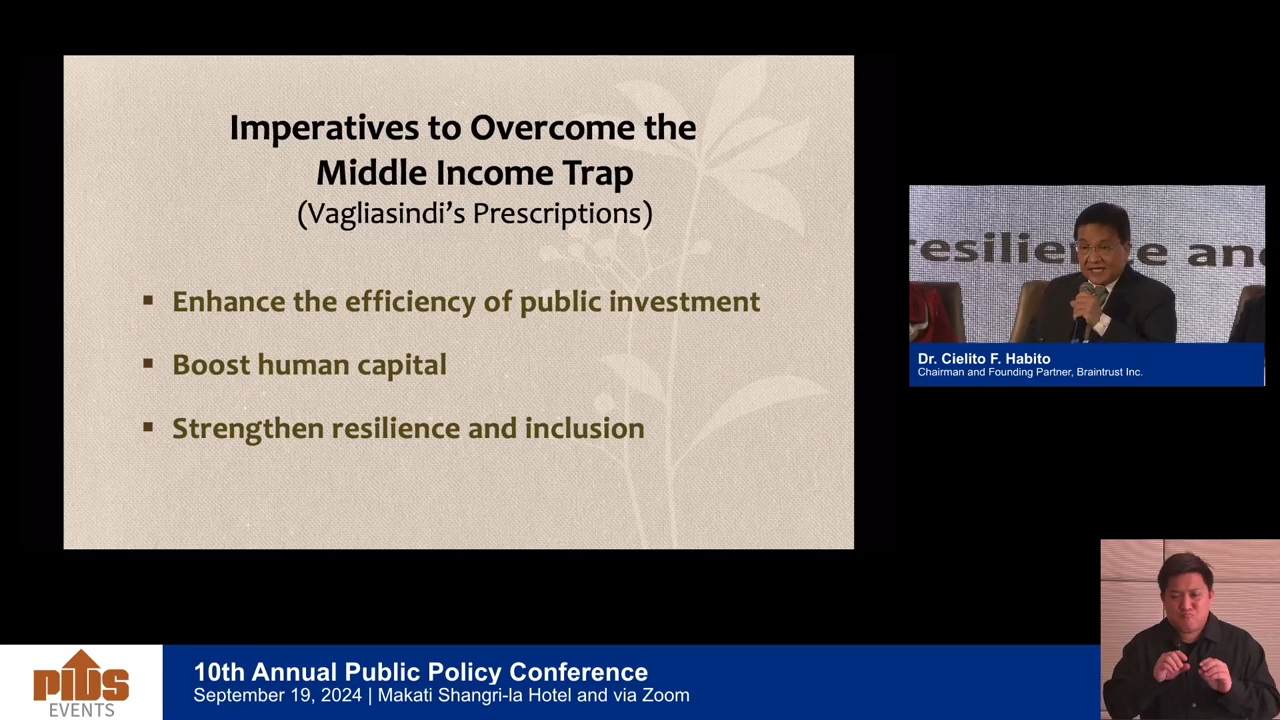 Imperatives to Overcome the
Middle Income Trap
(Vagliasindi’s Prescriptions)
▪ Enhance the efficiency of public investment
▪ Boost human capital
▪ Strengthen resilience and inclusion
resilience and
Dr. Cielito F. Habito
Chairman and Founding Partner, Braintrust Inc.
PIDS
EVENTS
10th Annual Public Policy Conference
September 19, 2024 | Makati Shangri-la Hotel and via Zoom